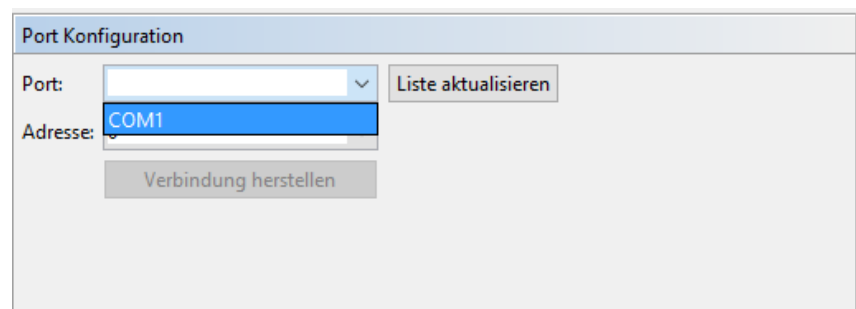 Port Konfiguration
Port:
Liste aktualisieren
COM1
Adresse:
Verbindung herstellen